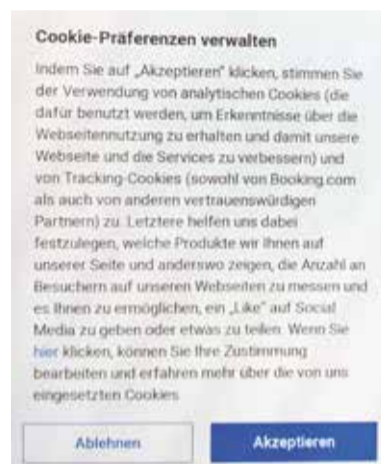 Cookie-Präferenzen verwalten
Indem Sie auf „Akzeptieren" klicken, stimmen Sie
der Verwendung von analytischen Cookies (die
dafür benutzt werden, um Erkenntnisse über die
Webseitennutzung zu erhalten und damit unsere
Webseite und die Services zu verbessern) und
von Tracking-Cookies (sowohl von Booking.com
als auch von anderen vertrauenswürdigen
Partnern) zu. Letztere helfen uns dabei
festzulegen, welche Produkte wir Ihnen auf
unserer Seite und anderswo zeigen, die Anzahl an
Besuchern auf unseren Webseiten zu messen und
es Ihnen zu ermöglichen, ein „Like" auf Social
Media zu geben oder etwas zu teilen. Wenn Sie
hier klicken, können Sie Ihre Zustimmung
bearbeiten und erfahren mehr über die von uns
eingesetzten Cookies.
Ablehnen
Akzeptieren